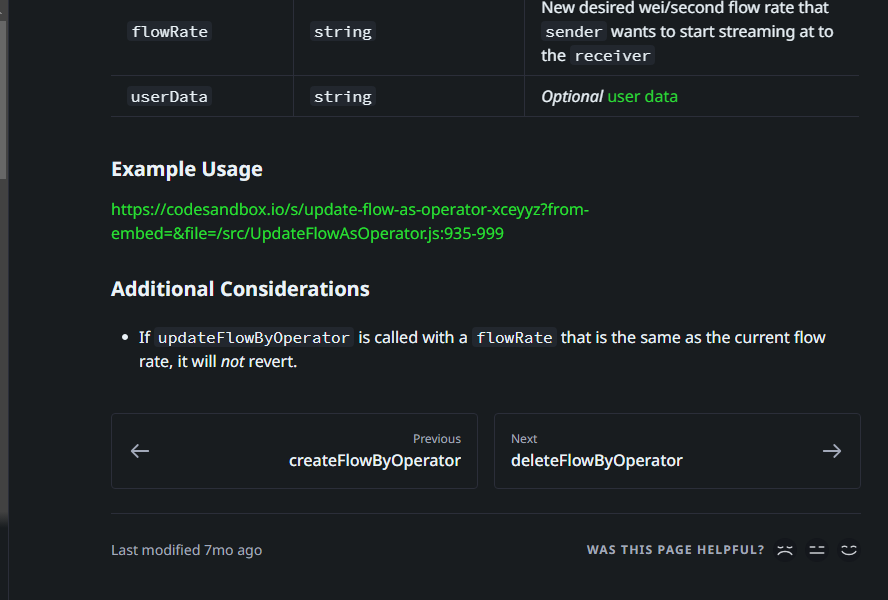 New desired wei/second flow rate that
flowRate string sender wants to start streaming at to
the receiver
userData string Optional user data
Example Usage
https://codesandbox.io/s/update-flow-as-operator-xceyyz?from-
embed=&file=/src/UpdateFlowAsOperator.js:935-999
Additional Considerations
• If updateFlowByOperator is called with a flowRate that is the same as the current flow
rate, it will not revert.
Previous
createFlowByOperator
Next
deleteFlowByOperator
Last modified 7mo ago
WAS THIS PAGE HELPFUL?